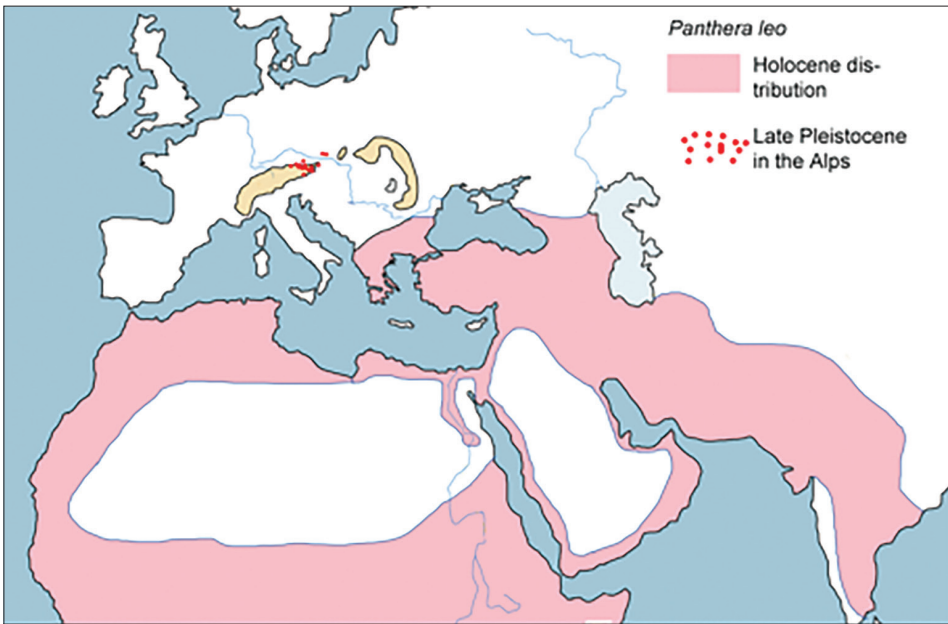 Panthera leo
Holocene dis-
tribution
Late Pleistocene
in the Alps